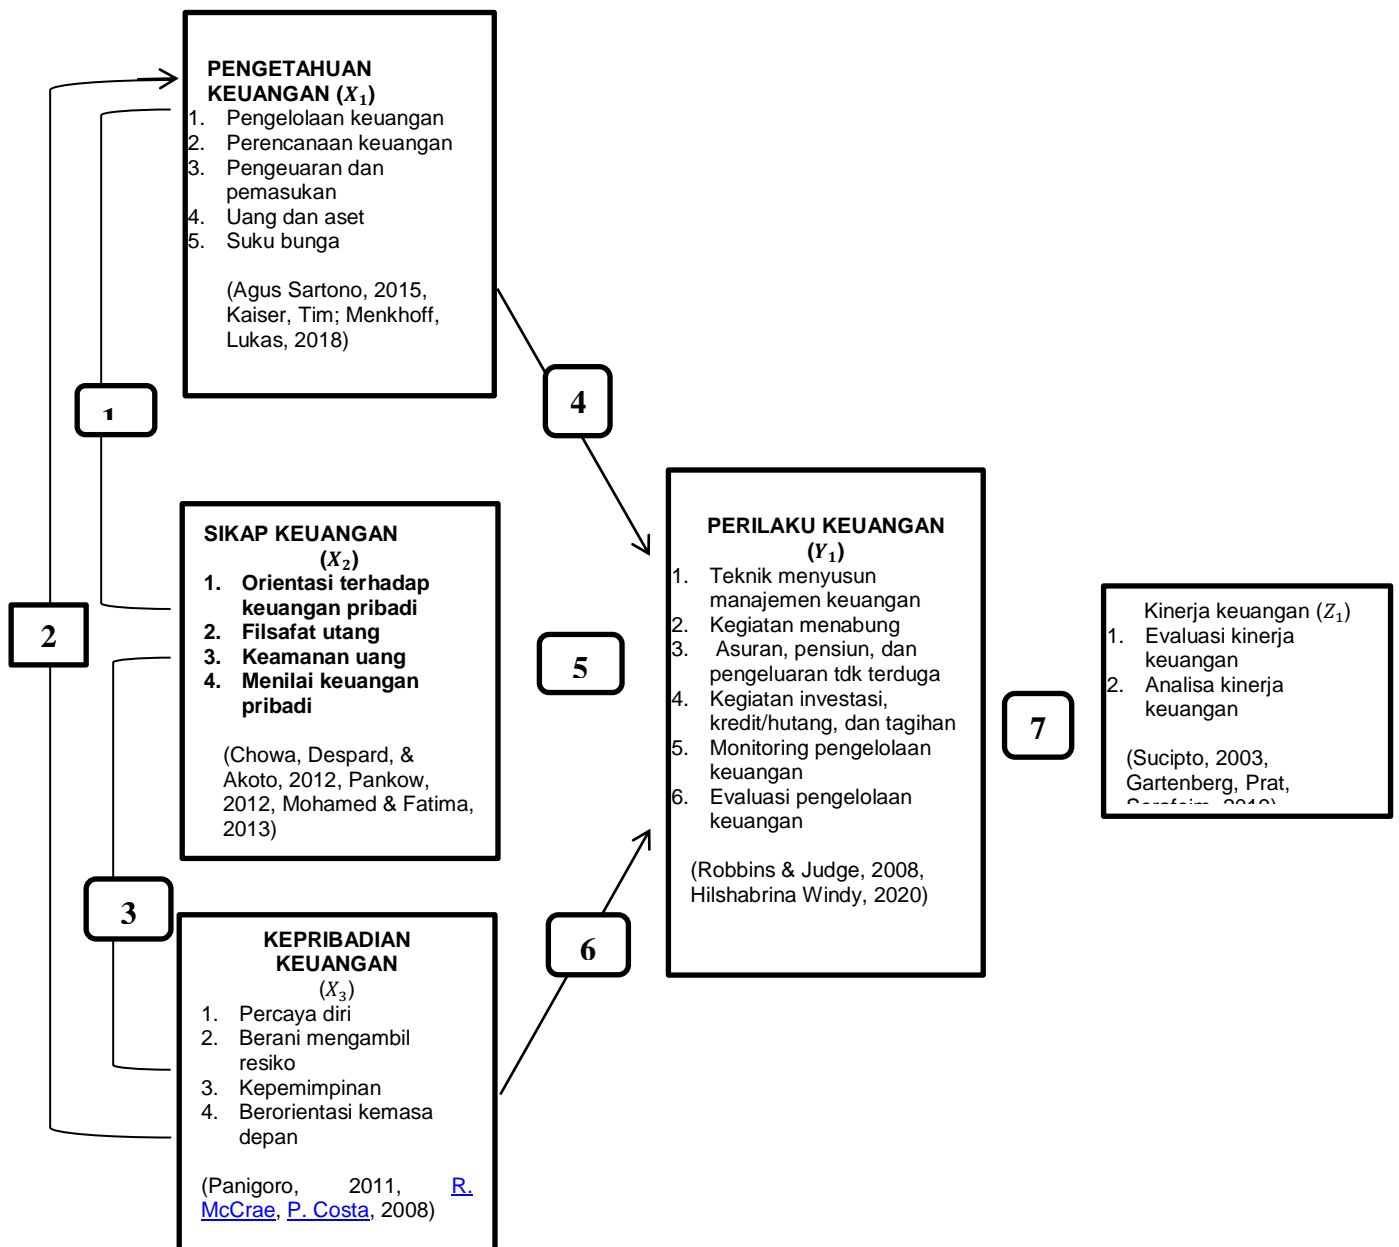 PENGETAHUAN
KEUANGAN (X₁)
1. Pengelolaan keuangan
2. Perencanaan keuangan
3. Pengeuaran dan
pemasukan
4. Uang dan aset
5. Suku bunga
(Agus Sartono, 2015,
Kaiser, Tim; Menkhoff,
Lukas, 2018)
1
4
SIKAP KEUANGAN
(X₂)
1. Orientasi terhadap
keuangan pribadi
2. Filsafat utang
3. Keamanan uang
4. Menilai keuangan
pribadi
(Chowa, Despard, &
Akoto, 2012, Pankow,
2012, Mohamed & Fatima,
2013)
2
5
3
KEPRIBADIAN
KEUANGAN
(X₃)
1. Percaya diri
2. Berani mengambil
resiko
3. Kepemimpinan
4. Berorientasi kemasa
depan
(Panigoro, 2011, R.
McCrae, P. Costa, 2008)
6
PERILAKU KEUANGAN
(Y₁)
1. Teknik menyusun
manajemen keuangan
2. Kegiatan menabung
3. Asuran, pensiun, dan
pengeluaran tdk terduga
4. Kegiatan investasi,
kredit/hutang, dan tagihan
5. Monitoring pengelolaan
keuangan
6. Evaluasi pengelolaan
keuangan
(Robbins & Judge, 2008,
Hilshabrina Windy, 2020)
7
Kinerja keuangan (Z₁)
1. Evaluasi kinerja
keuangan
2. Analisa kinerja
keuangan
(Sucipto, 2003,
Gartenberg, Prat,